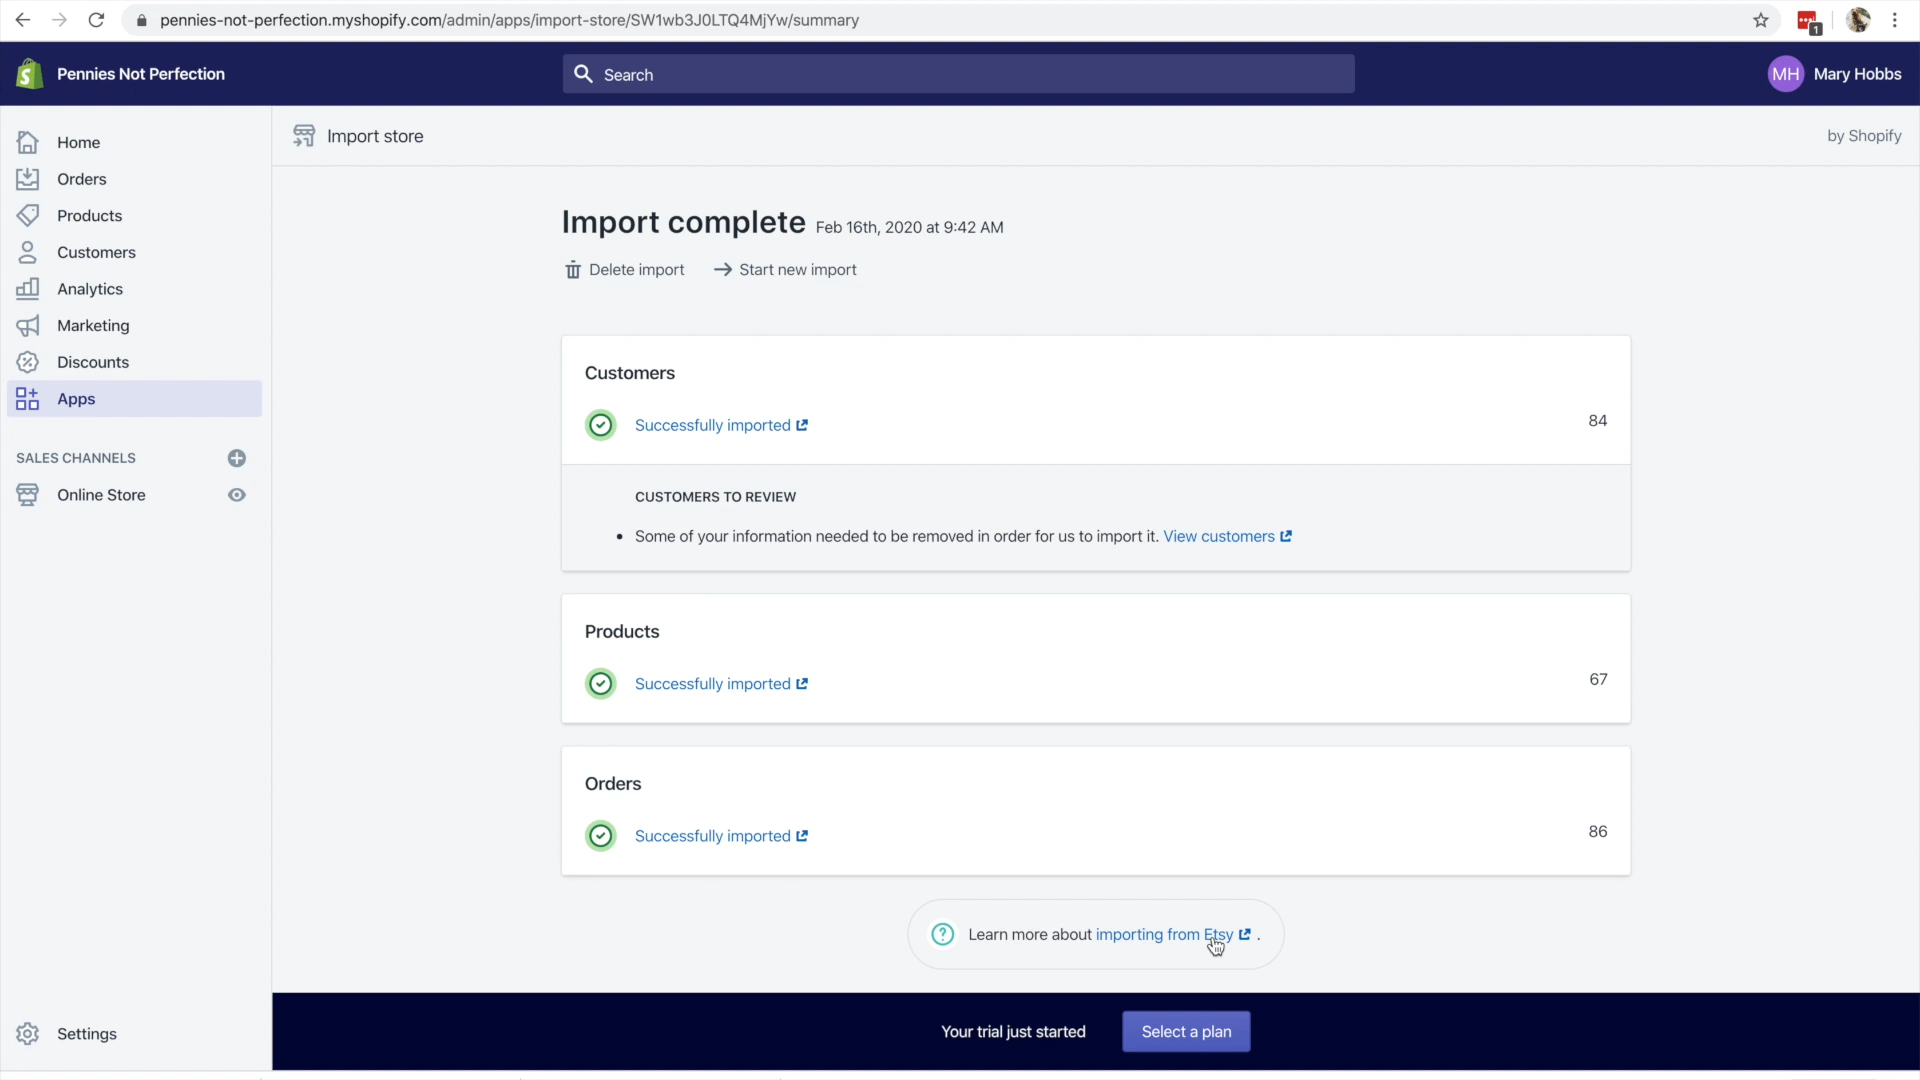 pennies-not-perfection.myshopify.com/admin/apps/import-store/SW1wb3J0LTQ4MjYw/summary
1
Pennies Not Perfection
Search
MH Mary Hobbs
Home
Orders
Products
Customers
Analytics
Marketing
Discounts
Apps
SALES CHANNELS
Online Store
Settings
Import store
by Shopify
Import complete Feb 16th, 2020 at 9:42 AM
Delete import Start new import
Customers
Successfully imported 84
CUSTOMERS TO REVIEW
• Some of your information needed to be removed in order for us to import it. View customers
Products
Successfully imported 67
Orders
Successfully imported 86
Learn more about importing from Etsy .
Your trial just started Select a plan